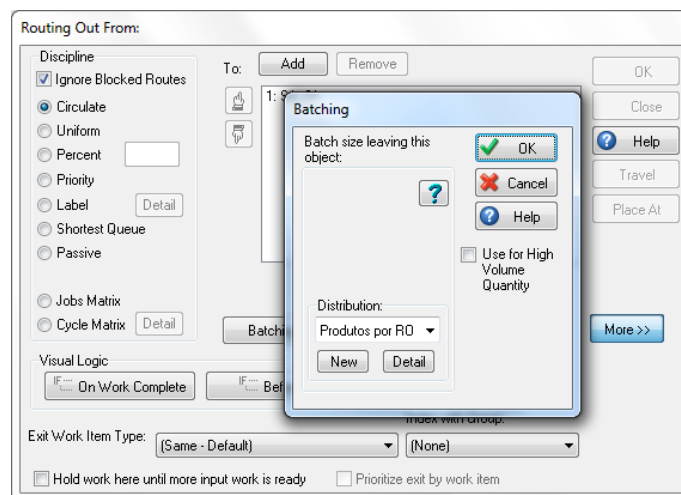 Routing Out From:
Discipline
Ignore Blocked Routes
Circulate
Uniform
Percent
Priority
Label
Detail
Shortest Queue
Passive
Jobs Matrix
Cycle Matrix
Detail
To:
Add
Remove
1:
OK
Close
Help
Travel
Place At
More >>
Batching
Batch size leaving this
object:
?
OK
Cancel
Help
Use for High
Volume
Quantity
Distribution:
Produtos por RO
New
Detail
Visual Logic
IF
On Work Complete
IF
Exit Work Item Type:
(Same - Default)
Index with Group:
(None)
Hold work here until more input work is ready
Prioritize exit by work item